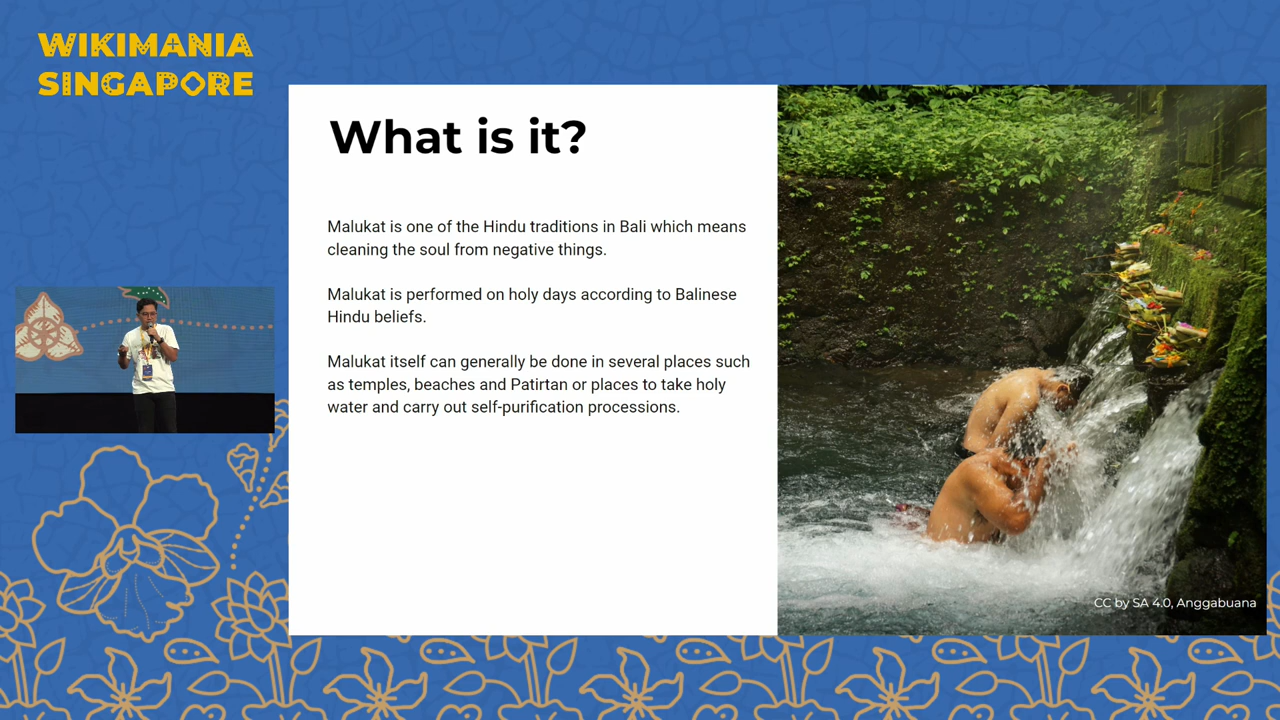 WIKIMANIA
SINGAPORE
What is it?
Malukat is one of the Hindu traditions in Bali which means
cleaning the soul from negative things.
Malukat is performed on holy days according to Balinese
Hindu beliefs.
Malukat itself can generally be done in several places such
as temples, beaches and Patirtan or places to take holy
water and carry out self-purification processions.
CC by SA 4.0, Anggabuana